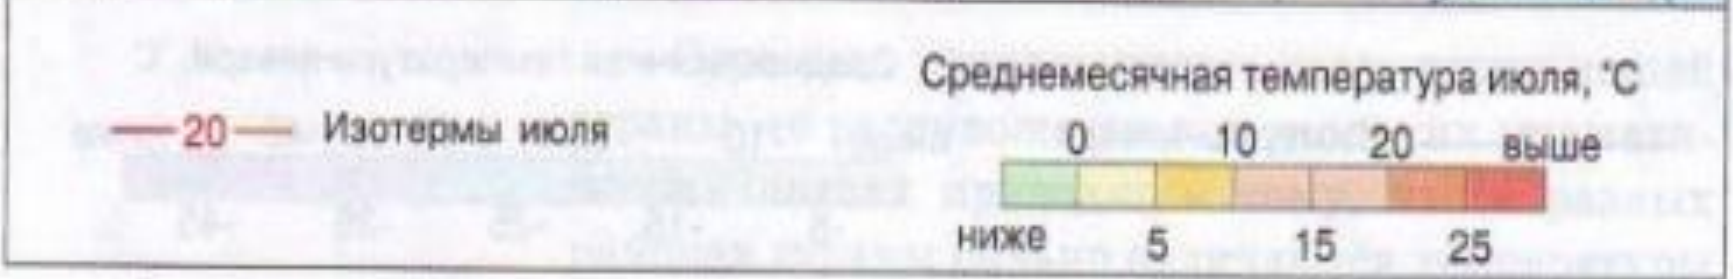 Среднемесячная температура июля, °C
20 Изотермы июля
0 10 20 выше
ниже 5 15 25